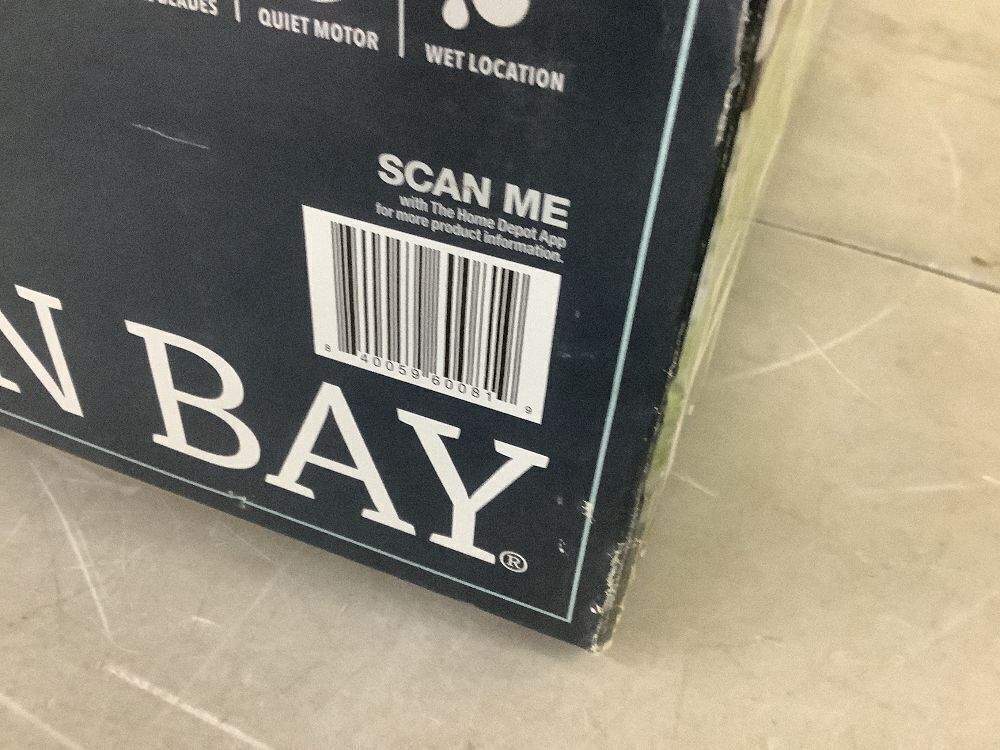 BLADES
QUIET MOTOR
WET LOCATION
SCAN ME
with The Home Depot App
for more product information.
8 40059 60081 9
N BAY®